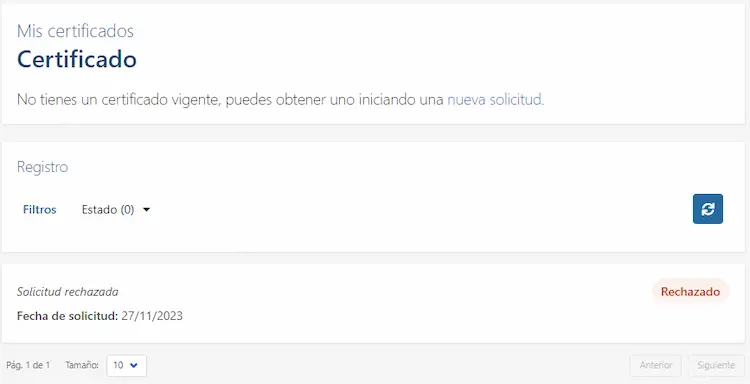 Mis certificados
Certificado
No tienes un certificado vigente, puedes obtener uno iniciando una nueva solicitud.
Registro
Filtros Estado (0)
Solicitud rechazada Rechazado
Fecha de solicitud: 27/11/2023
Pág. 1 de 1 Tamaño: 10 Anterior Siguiente